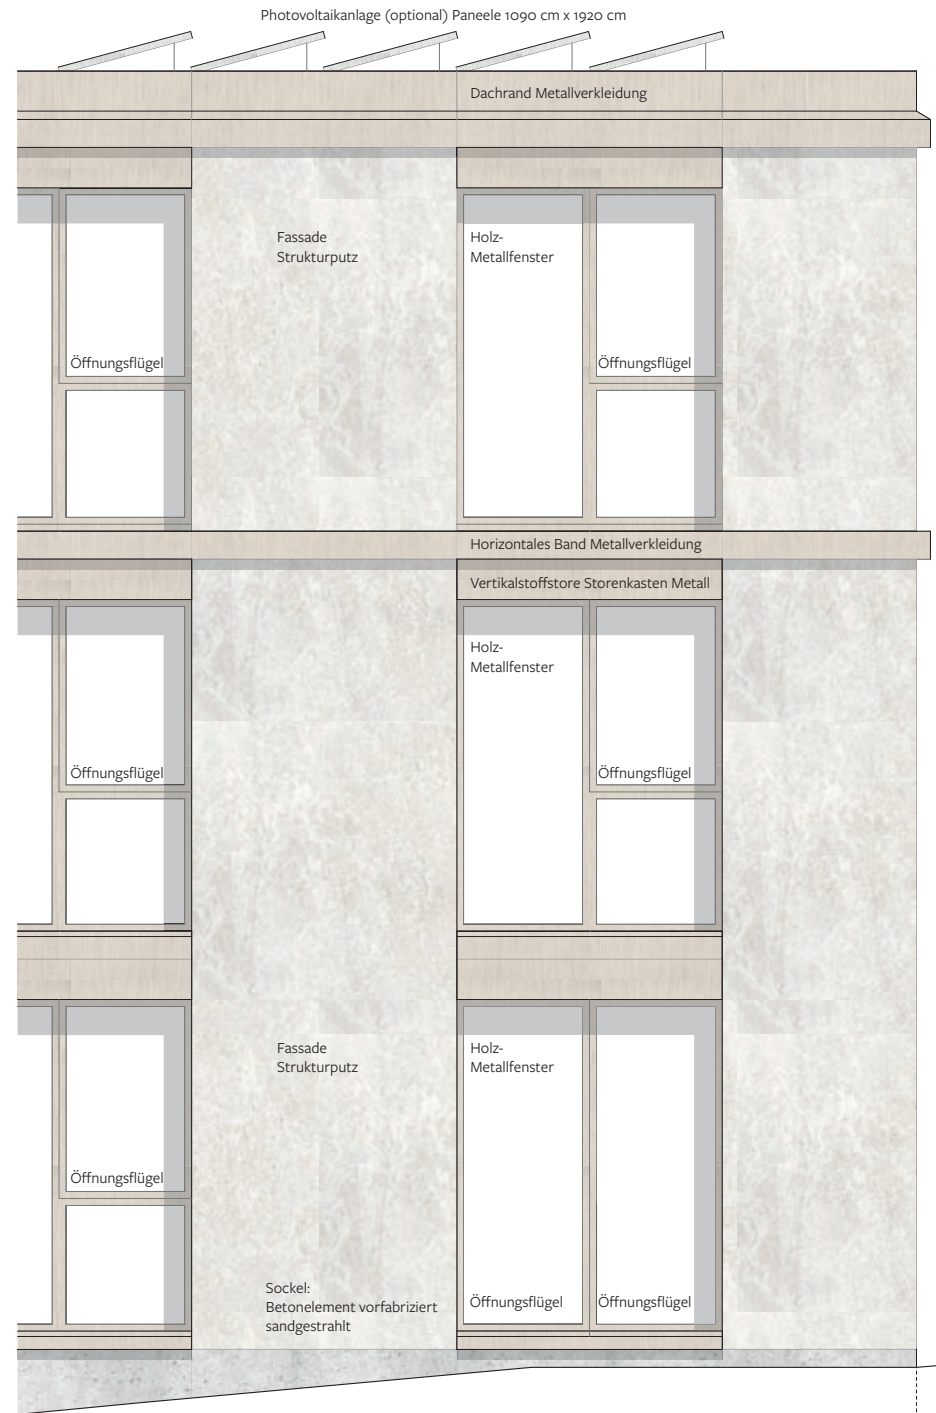 Photovoltaikanlage (optional) Paneele 1090 cm x 1920 cm
Dachrand Metallverkleidung
Fassade
Strukturputz
Holz-
Metallfenster
Öffnungsflügel
Öffnungsflügel
Horizontales Band Metallverkleidung
Vertikalstoffstore Storenkasten Metall
Holz-
Metallfenster
Öffnungsflügel
Öffnungsflügel
Fassade
Strukturputz
Holz-
Metallfenster
Öffnungsflügel
Sockel:
Betonelement vorfabriziert
sandgestrahlt
Öffnungsflügel
Öffnungsflügel